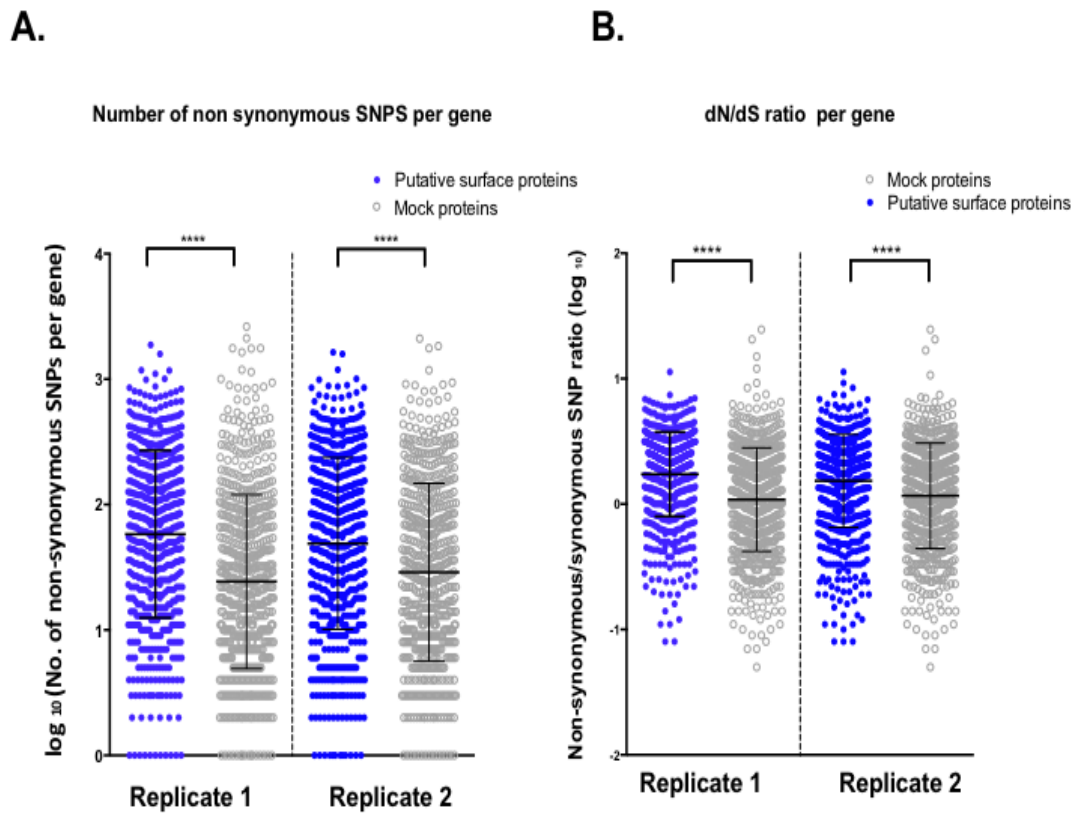 A.
B.
Number of non synonymous SNPS per gene
dN/dS ratio per gene
Putative surface proteins
Mock proteins
Mock proteins
Putative surface proteins
log 10 (No. of non-synonymous SNPs per gene)
4
3
2
1
0
****
****
Replicate 1
Replicate 2
Non-synonymous/synonymous SNP ratio (log 10)
2
1
0
-1
-2
****
****
Replicate 1
Replicate 2